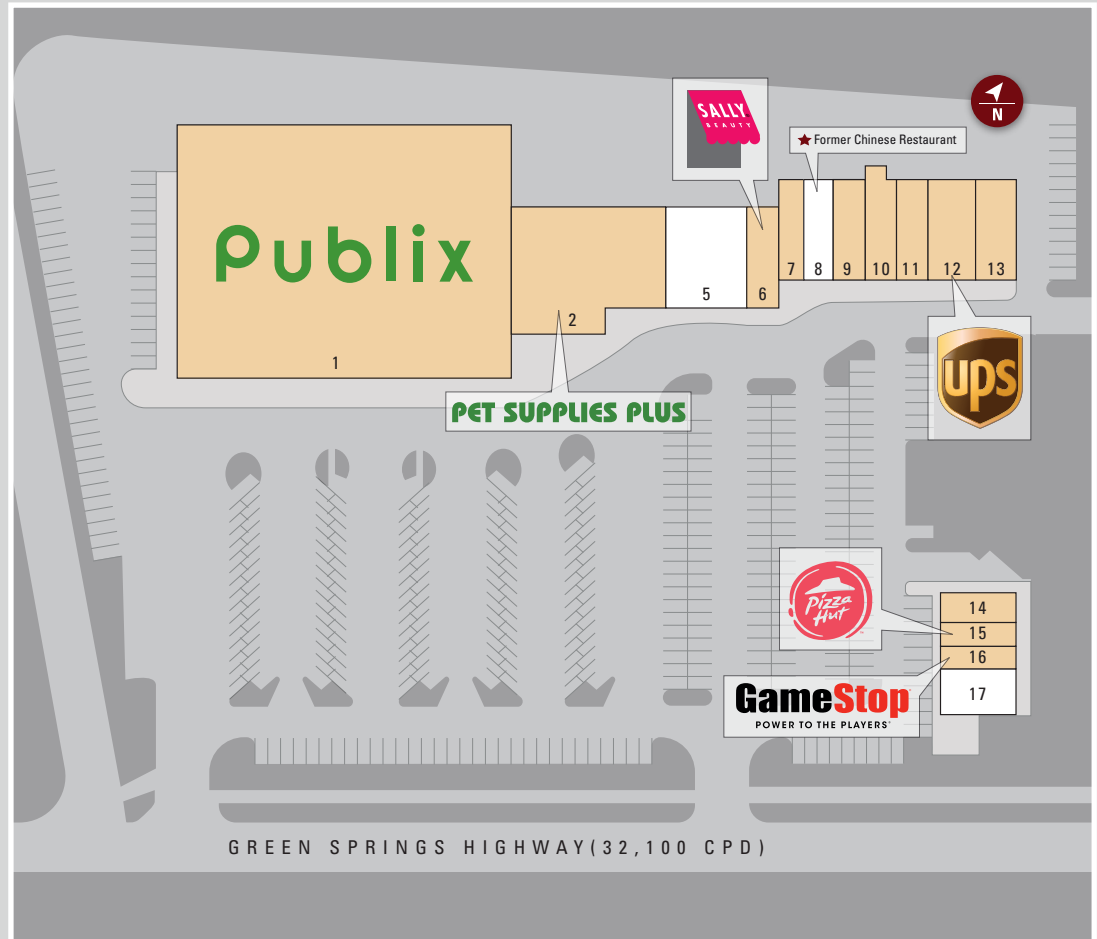 SALLY
BEAUTY
N
Former Chinese Restaurant
Publix
1
2
5
6
7
8
9
10
11
12
13
PET SUPPLIES PLUS
ups
Pizza
Hut
14
15
16
17
GameStop
POWER TO THE PLAYERS
GREEN SPRINGS HIGHWAY(32,100 CPD)